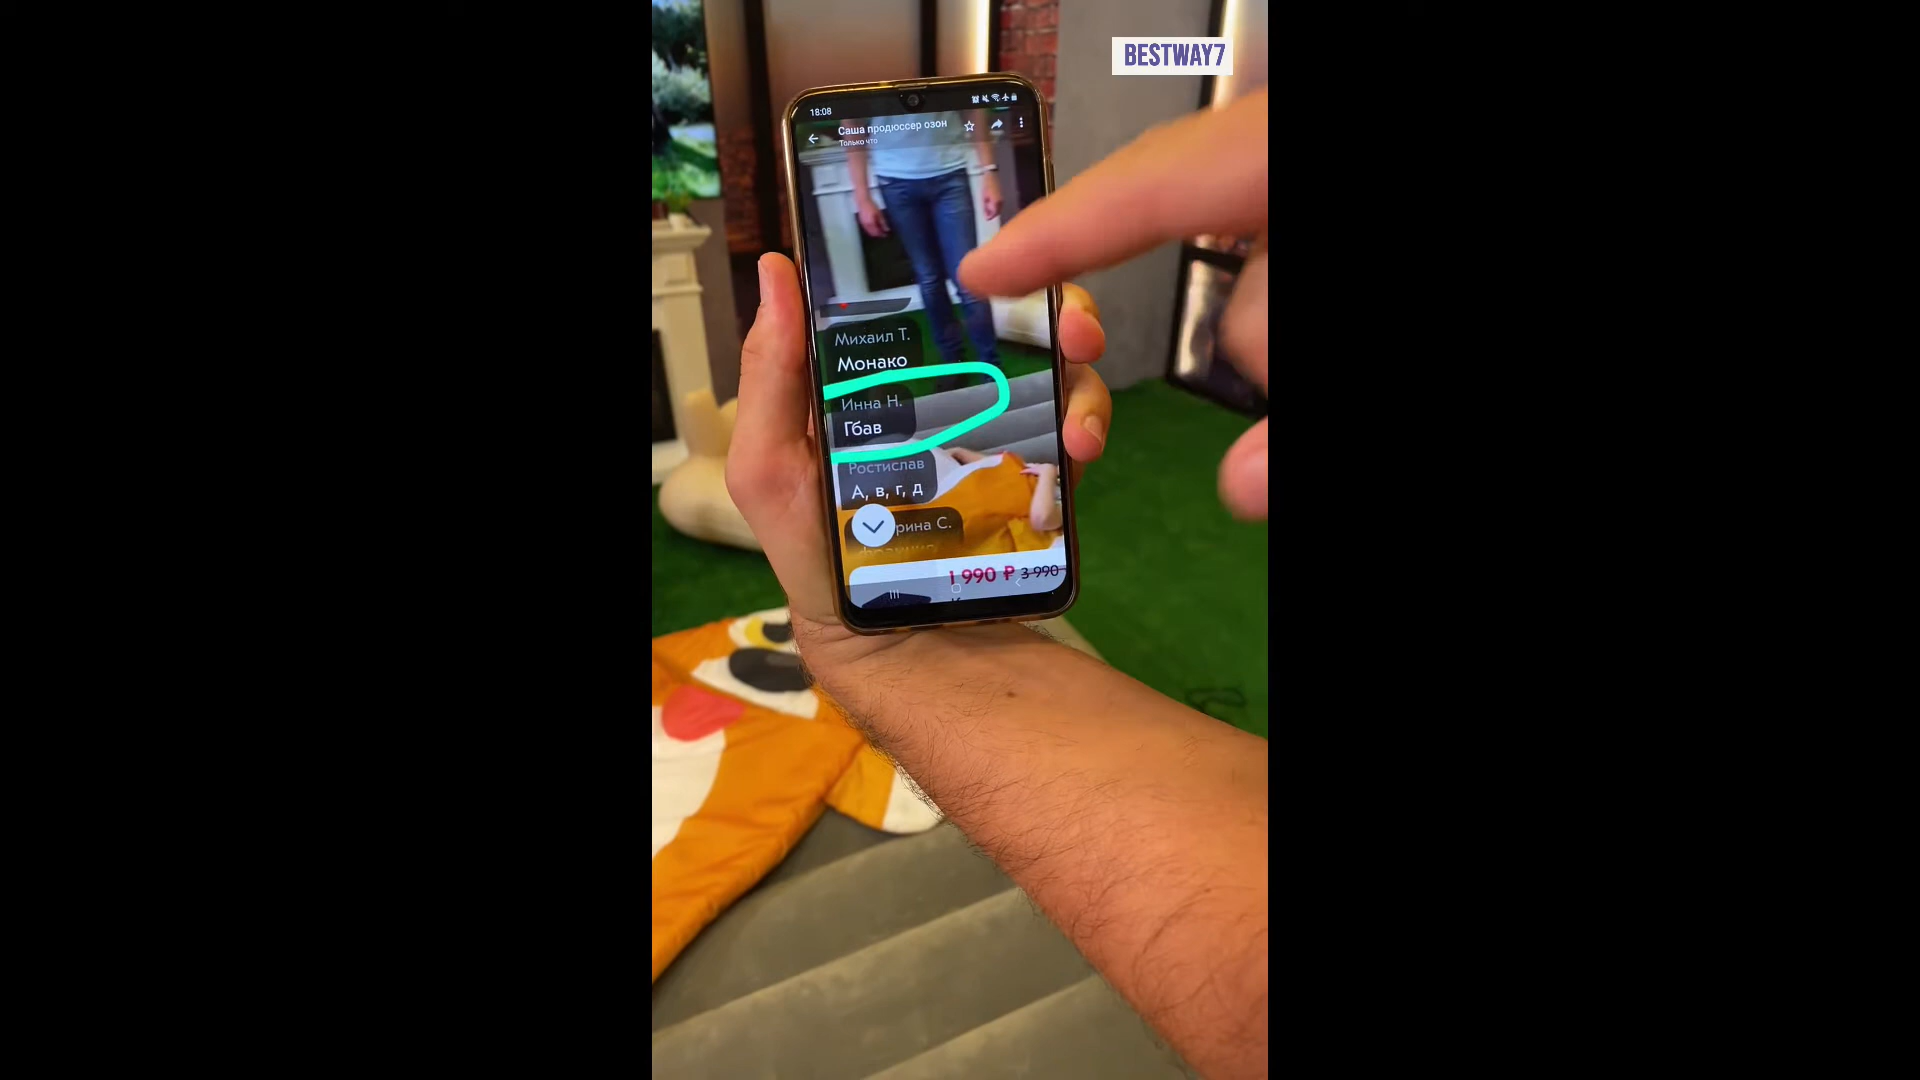 BESTWAY7
18:08
Саша продюссер озон
Только что
Михаил Т.
Монако
Инна Н.
Гбав
Ростислав
А, в, г, д
рина С.
1 990 ₽ 3 990